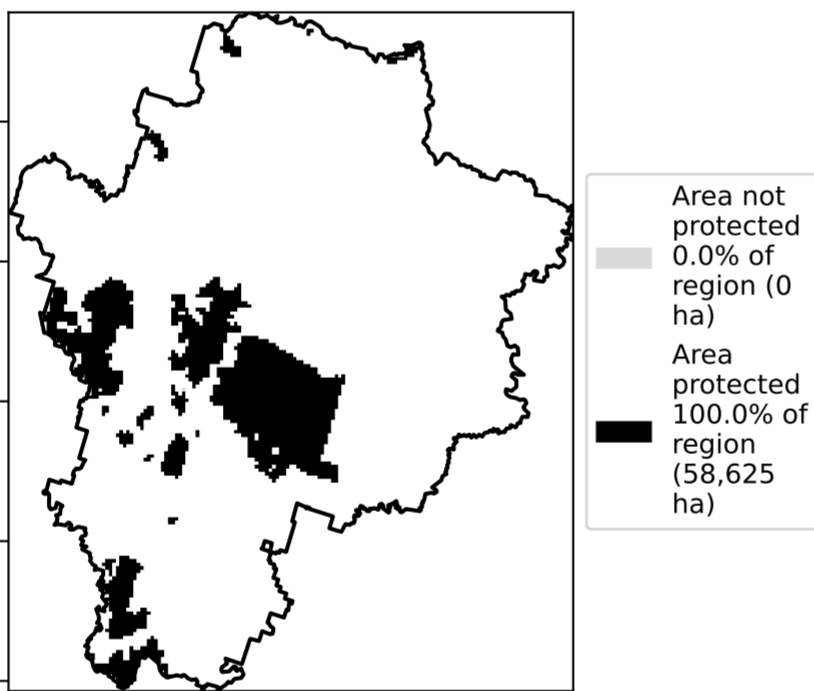 Area not
protected
0.0% of
region (0
ha)
Area
protected
100.0% of
region
(58,625
ha)